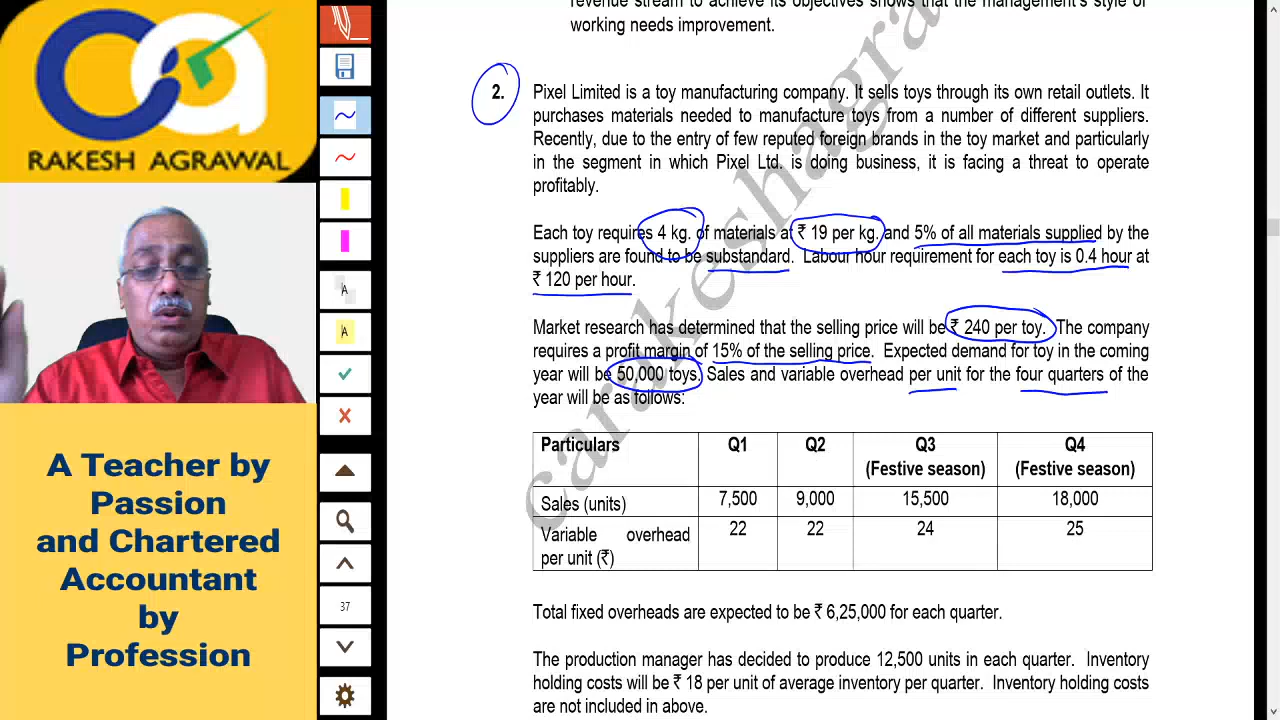 RAKESH AGRAWAL
A Teacher by
Passion
and Chartered
Accountant
by
Profession
A
A
37
revenue stream to achieve its objectives shows that the management's style of
working needs improvement.
2. Pixel Limited is a toy manufacturing company. It sells toys through its own retail outlets. It
purchases materials needed to manufacture toys from a number of different suppliers.
Recently, due to the entry of few reputed foreign brands in the toy market and particularly
in the segment in which Pixel Ltd. is doing business, it is facing a threat to operate
profitably.
Each toy requires 4 kg. of materials at ₹ 19 per kg. and 5% of all materials supplied by the
suppliers are found to be substandard. Labour hour requirement for each toy is 0.4 hour at
₹ 120 per hour.
Market research has determined that the selling price will be ₹ 240 per toy. The company
requires a profit margin of 15% of the selling price. Expected demand for toy in the coming
year will be 50,000 toys. Sales and variable overhead per unit for the four quarters of the
year will be as follows:
Particulars Q1 Q2 Q3 Q4
(Festive season) (Festive season)
Sales (units) 7,500 9,000 15,500 18,000
Variable overhead 22 22 24 25
per unit (₹)
Total fixed overheads are expected to be ₹ 6,25,000 for each quarter.
The production manager has decided to produce 12,500 units in each quarter. Inventory
holding costs will be ₹ 18 per unit of average inventory per quarter. Inventory holding costs
are not included in above.